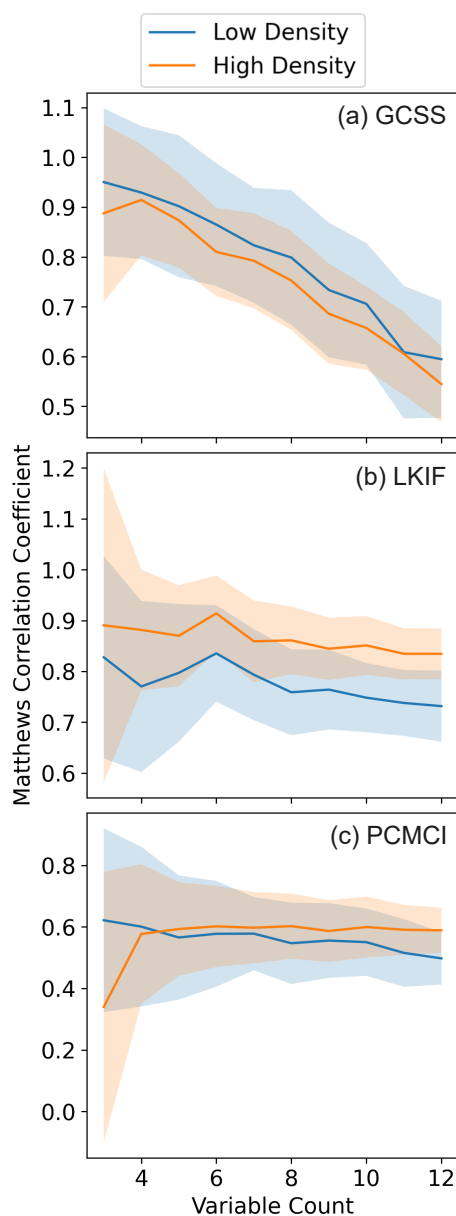 Low Density
High Density
(a) GCSS
1.1
1.0
0.9
0.8
0.7
0.6
0.5
(b) LKIF
1.2
1.1
1.0
0.9
0.8
0.7
0.6
(c) PCMCI
0.8
0.6
0.4
0.2
0.0
Matthews Correlation Coefficient
4 6 8 10 12
Variable Count